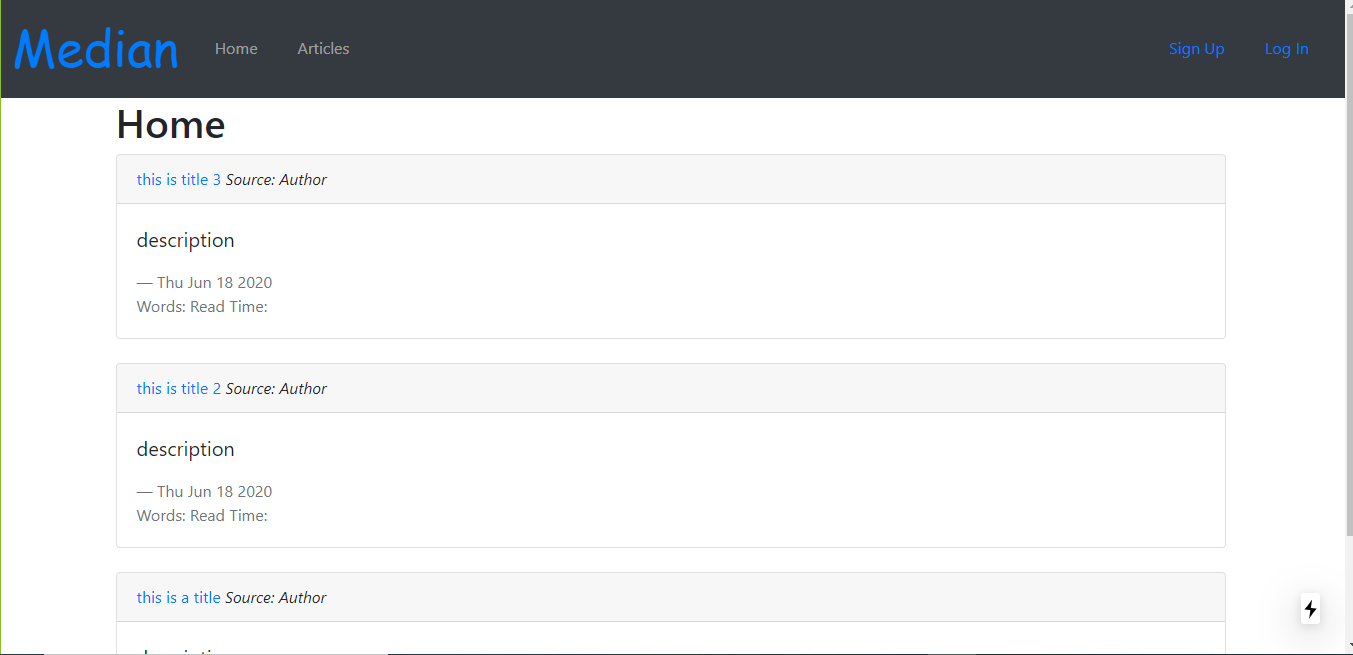 Median Home Articles Sign Up Log In
Home
this is title 3 Source: Author
description
— Thu Jun 18 2020
Words: Read Time:
this is title 2 Source: Author
description
— Thu Jun 18 2020
Words: Read Time:
this is a title Source: Author